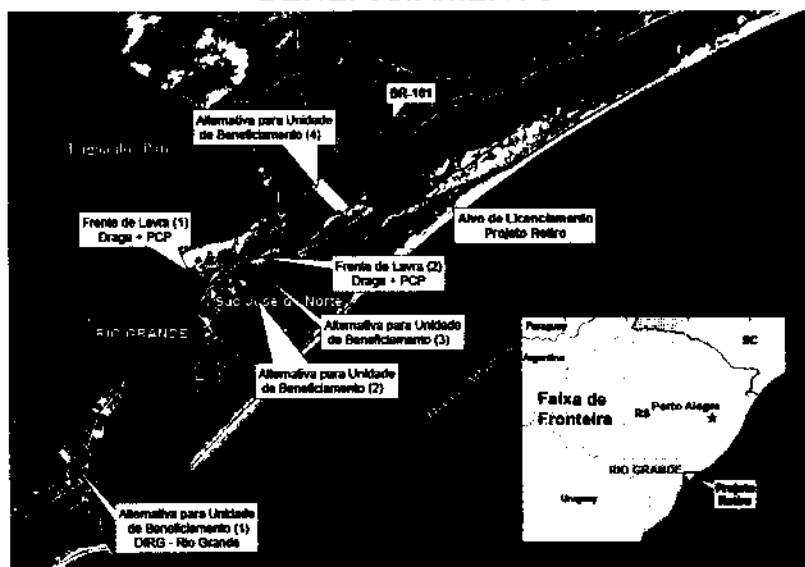 BR-101
Alternativa para Unidade
de Beneficiamento (4)
Alvo de Licenciamento
Projeto Retiro
Frente de Lavra (1)
Draga + PCP
Frente de Lavra (2)
Draga + PCP
São José do Norte
RIO GRANDE
Alternativa para Unidade
de Beneficiamento (3)
Alternativa para Unidade
de Beneficiamento (2)
Alternativa para Unidade
de Beneficiamento (1)
DIRG - Rio Grande
Paraguay
SC
Argentina
Faixa de
Fronteira
RS Porto Alegre
RIO GRANDE
Uruguay
Projeto
Retiro